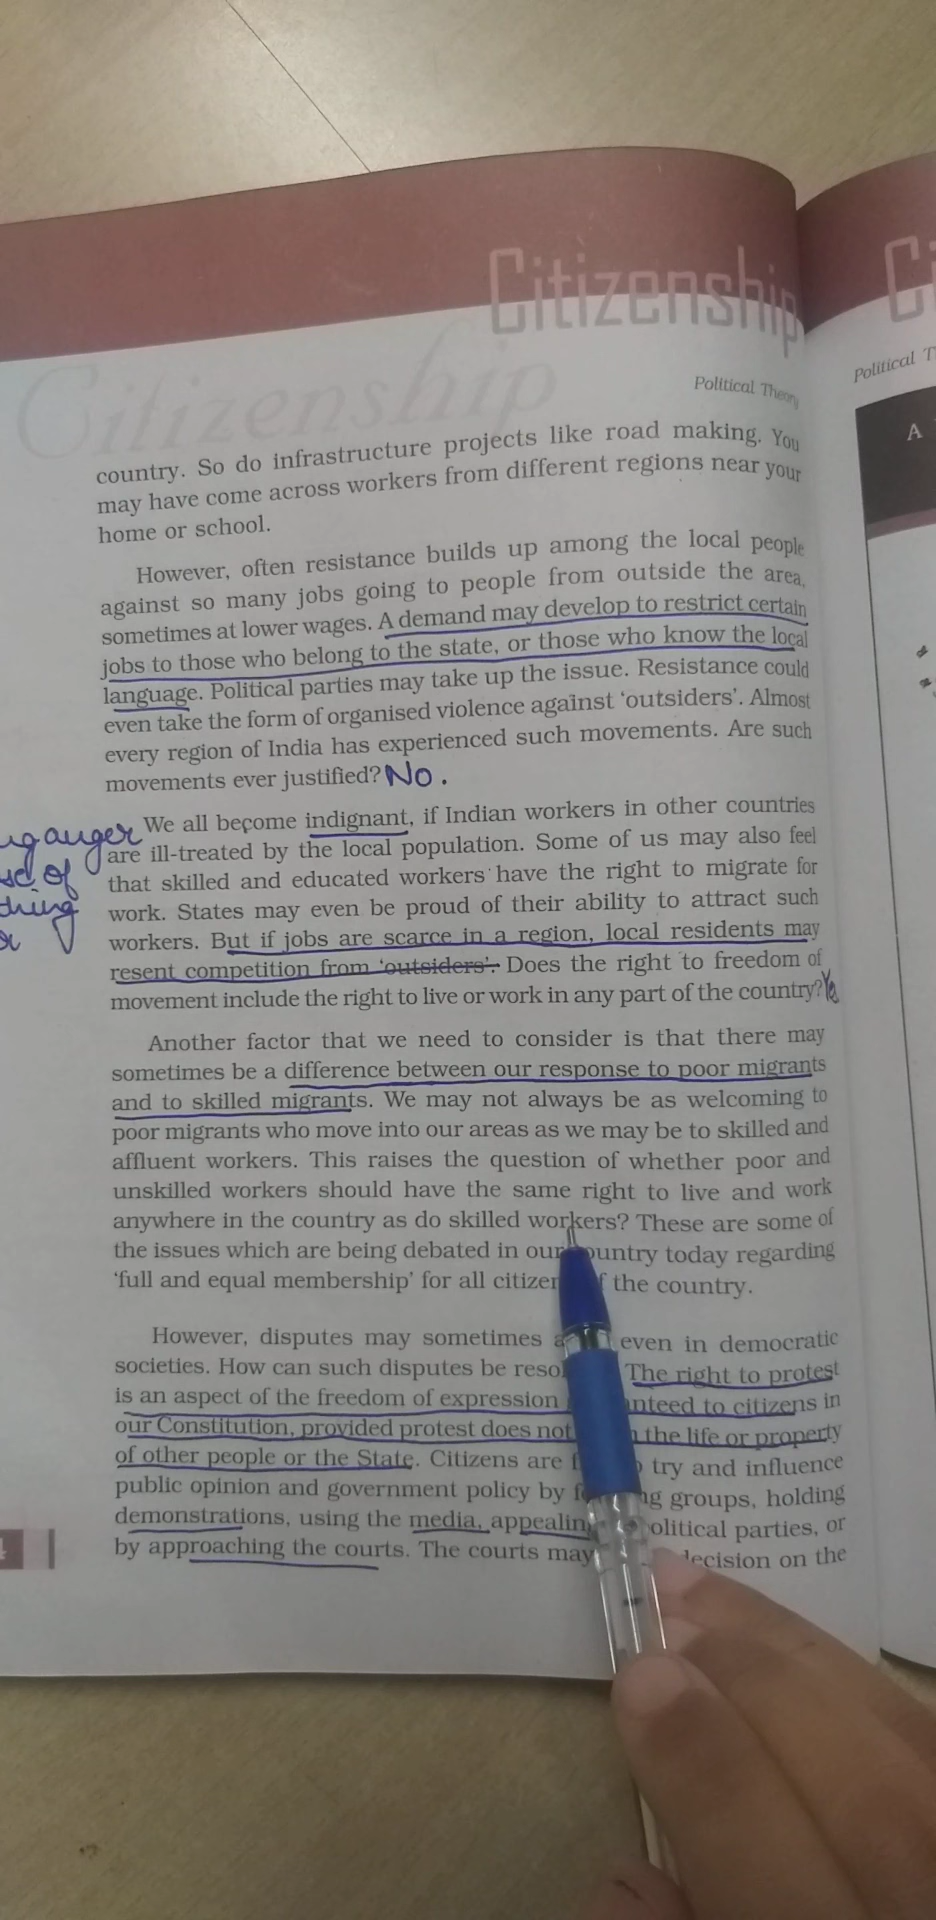 Citizenship
Citizenship
Political Theory
country. So do infrastructure projects like road making. You
may have come across workers from different regions near your
home or school.
However, often resistance builds up among the local people
against so many jobs going to people from outside the area,
sometimes at lower wages. A demand may develop to restrict certain
jobs to those who belong to the state, or those who know the local
language. Political parties may take up the issue. Resistance could
even take the form of organised violence against ‘outsiders’. Almost
every region of India has experienced such movements. Are such
movements ever justified? No.
We all become indignant, if Indian workers in other countries
are ill-treated by the local population. Some of us may also feel
that skilled and educated workers have the right to migrate for
work. States may even be proud of their ability to attract such
workers. But if jobs are scarce in a region, local residents may
resent competition from ‘outsiders’. Does the right to freedom of
movement include the right to live or work in any part of the country?
Another factor that we need to consider is that there may
sometimes be a difference between our response to poor migrants
and to skilled migrants. We may not always be as welcoming to
poor migrants who move into our areas as we may be to skilled and
affluent workers. This raises the question of whether poor and
unskilled workers should have the same right to live and work
anywhere in the country as do skilled workers? These are some of
the issues which are being debated in our country today regarding
‘full and equal membership’ for all the country.
However, disputes may sometimes even in democratic
societies. How can such disputes be The right to protest
is an aspect of the freedom of expression to citizens in
our Constitution, provided protest does not the life or property
of other people or the State. Citizens are try and influence
public opinion and government policy by groups, holding
demonstrations, using the media, political parties, or
by approaching the courts. The courts may decision on the
anger
of
Political
A